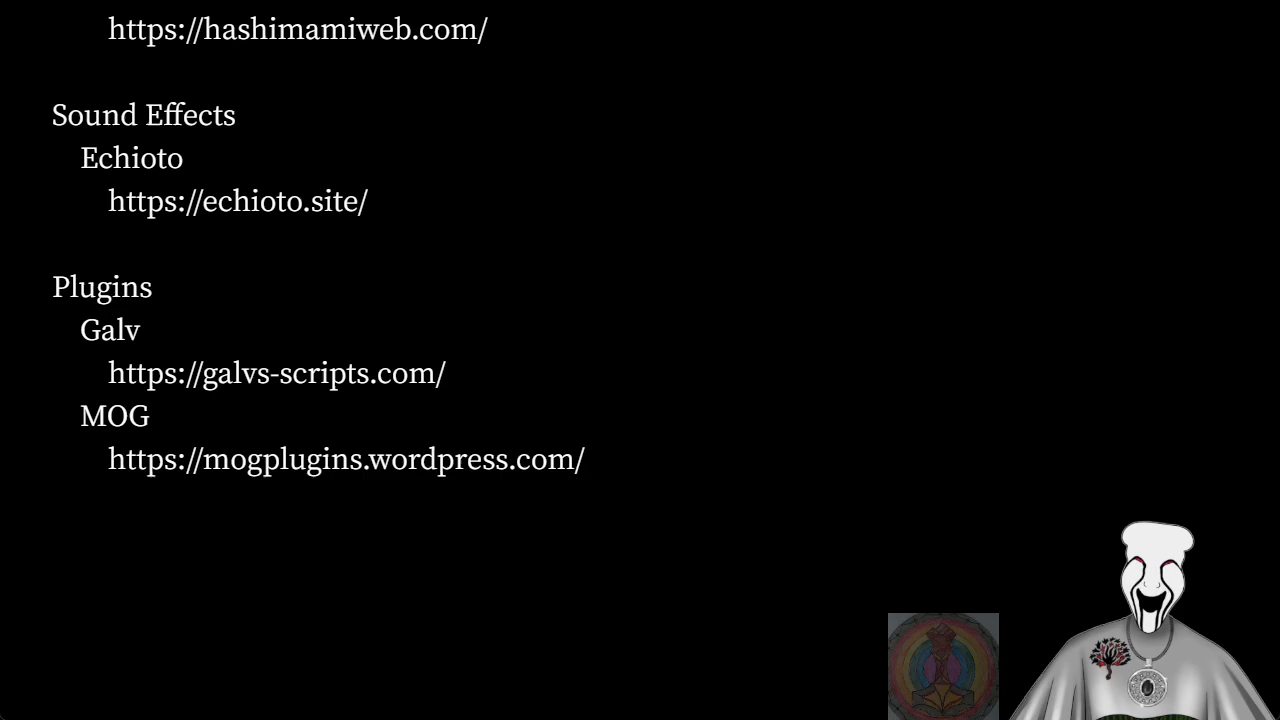 https://hashimamiweb.com/
Sound Effects
Echioto
https://echioto.site/
Plugins
Galv
https://galvs-scripts.com/
MOG
https://mogplugins.wordpress.com/